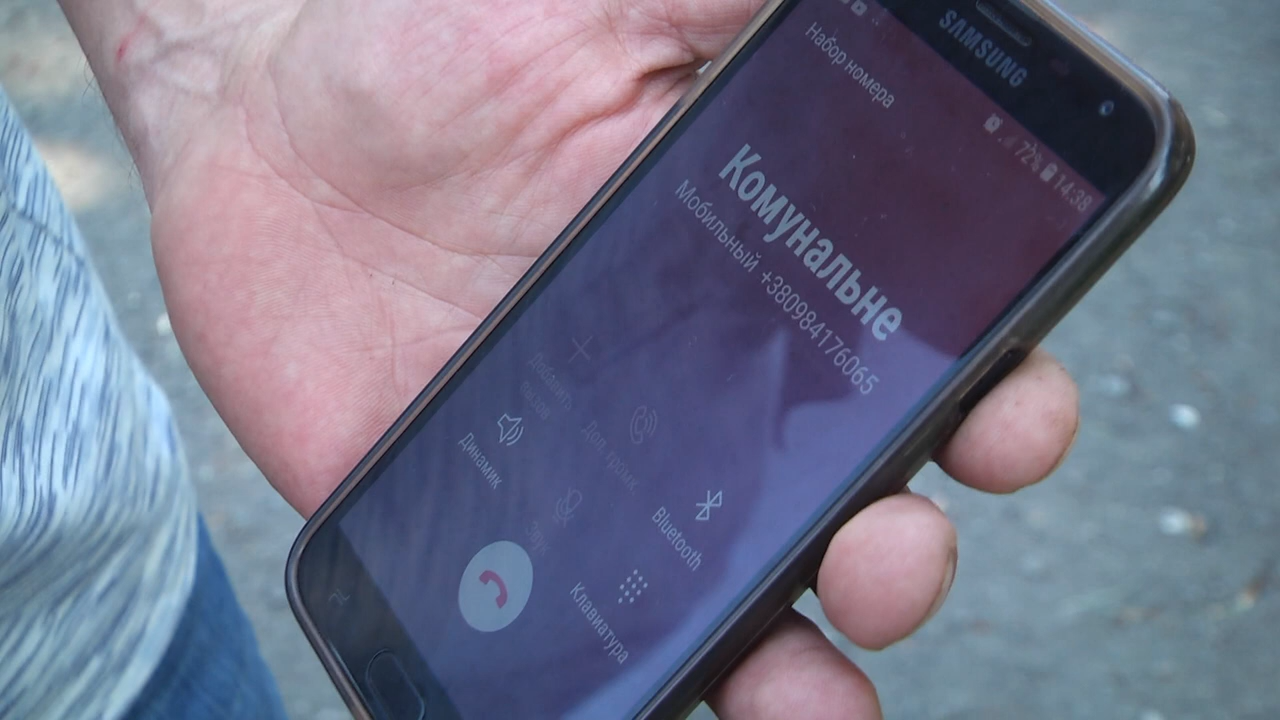 SAMSUNG
72% 14:38
Набор номера
Комунальне
Мобильный +380984176065
Добавить
вызов
Доп. громк.
Bluetooth
Динамик
Звук
Клавиатура